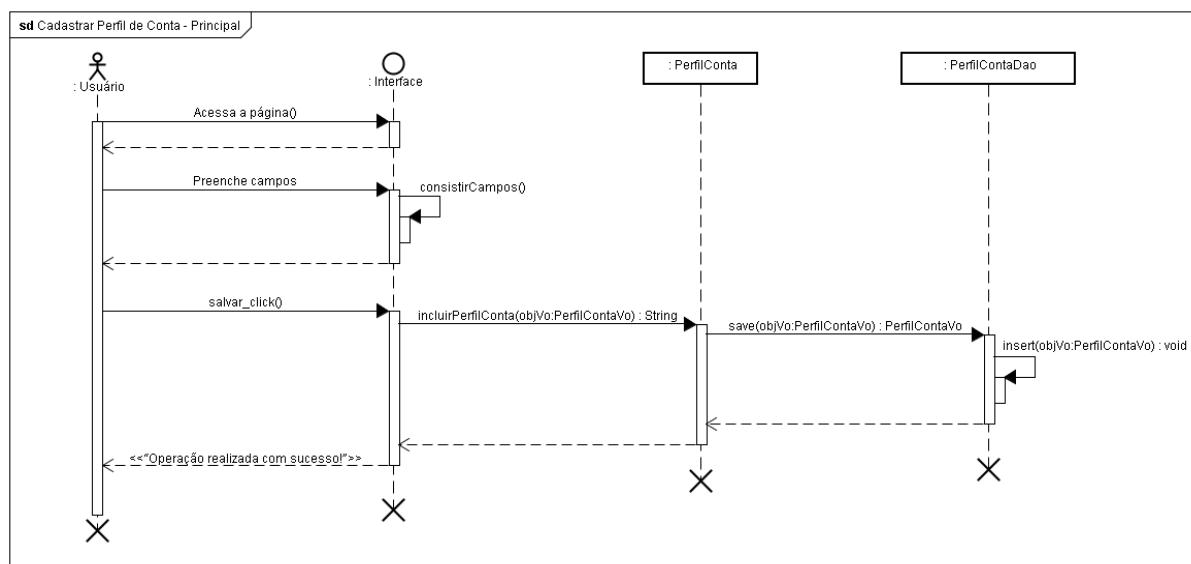 sd Cadastrar Perfil de Conta - Principal
: Usuário
: Interface
: PerfilConta
: PerfilContaDao
Acessa a página()
Preenche campos
consistirCampos()
salvar_click()
incluirPerfilConta(objVo:PerfilContaVo) : String
save(objVo:PerfilContaVo) : PerfilContaVo
insert(objVo:PerfilContaVo) : void
<<"Operação realizada com sucesso!">>